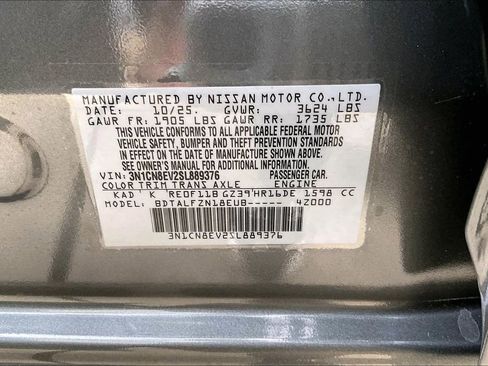 MANUFACTURED BY NISSAN MOTOR CO.,LTD.
DATE: 10/25. GVWR: 3624 LBS
GAWR FR: 1905 LBS GAWR RR: 1735 LBS
THIS VEHICLE CONFORMS TO ALL APPLICABLE FEDERAL MOTOR
VEHICLE SAFETY, BUMPER AND THEFT PREVENTION STANDARDS
IN EFFECT ON THE DATE OF MANUFACTURE SHOWN ABOVE.
SEE OWNER'S MANUAL FOR ADDITIONAL INFORMATION.
VIN: 3N1CN8EV2SL889376 PASSENGER CAR.
COLOR TRIM TRANS AXLE ENGINE
KAD K RE0F11B GZ39 HR16DE 1598 CC
MODEL: BDTALFZN18EUB----- 4Z000
3N1CN8EV2SL889376